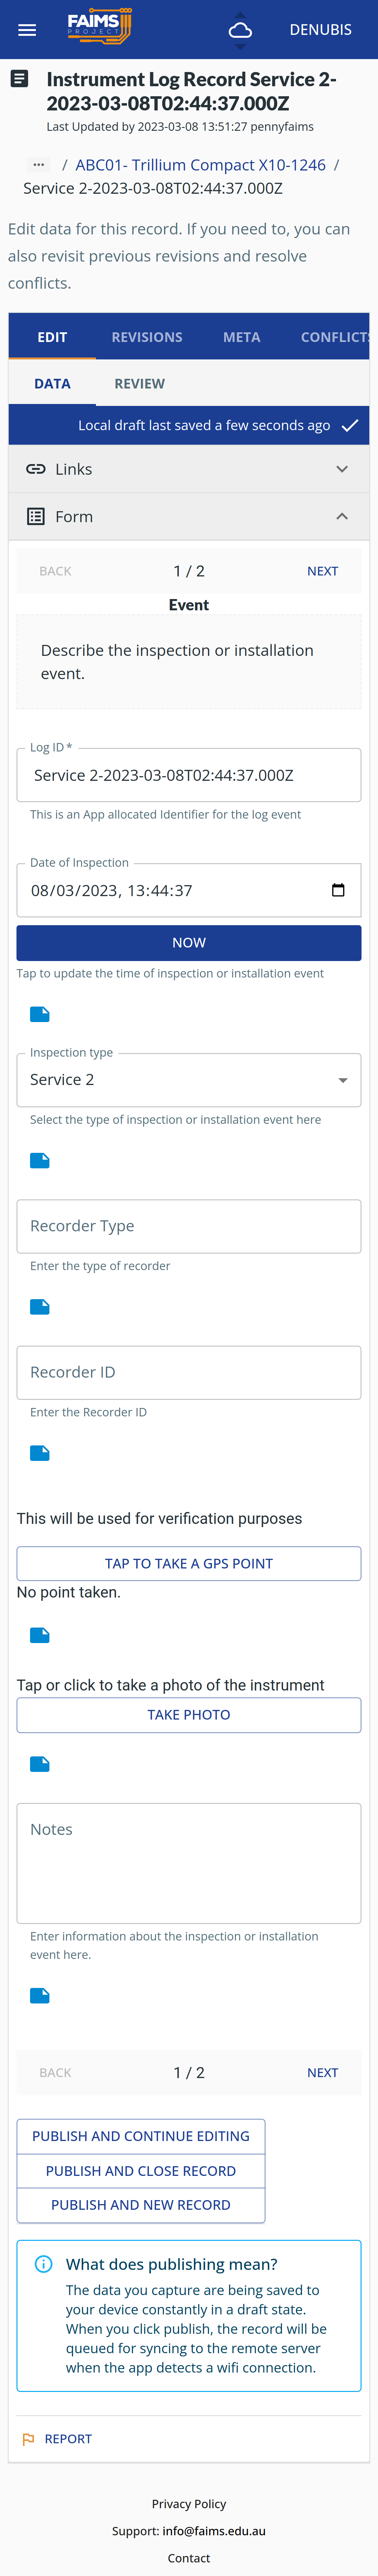 FAIMS
PROJECT
DENUBIS
Instrument Log Record Service 2-
2023-03-08T02:44:37.000Z
Last Updated by 2023-03-08 13:51:27 pennyfaims
... / ABC01- Trillium Compact X10-1246 /
Service 2-2023-03-08T02:44:37.000Z
Edit data for this record. If you need to, you can
also revisit previous revisions and resolve
conflicts.
EDIT REVISIONS META CONFLICTS
DATA REVIEW
Local draft last saved a few seconds ago
Links
Form
BACK 1 / 2 NEXT
Event
Describe the inspection or installation
event.
Log ID *
Service 2-2023-03-08T02:44:37.000Z
This is an App allocated Identifier for the log event
Date of Inspection
08/03/2023, 13:44:37
NOW
Tap to update the time of inspection or installation event
Inspection type
Service 2
Select the type of inspection or installation event here
Recorder Type
Enter the type of recorder
Recorder ID
Enter the Recorder ID
This will be used for verification purposes
TAP TO TAKE A GPS POINT
No point taken.
Tap or click to take a photo of the instrument
TAKE PHOTO
Notes
Enter information about the inspection or installation
event here.
BACK 1 / 2 NEXT
PUBLISH AND CONTINUE EDITING
PUBLISH AND CLOSE RECORD
PUBLISH AND NEW RECORD
What does publishing mean?
The data you capture are being saved to
your device constantly in a draft state.
When you click publish, the record will be
queued for syncing to the remote server
when the app detects a wifi connection.
REPORT
Privacy Policy
Support: info@faims.edu.au
Contact